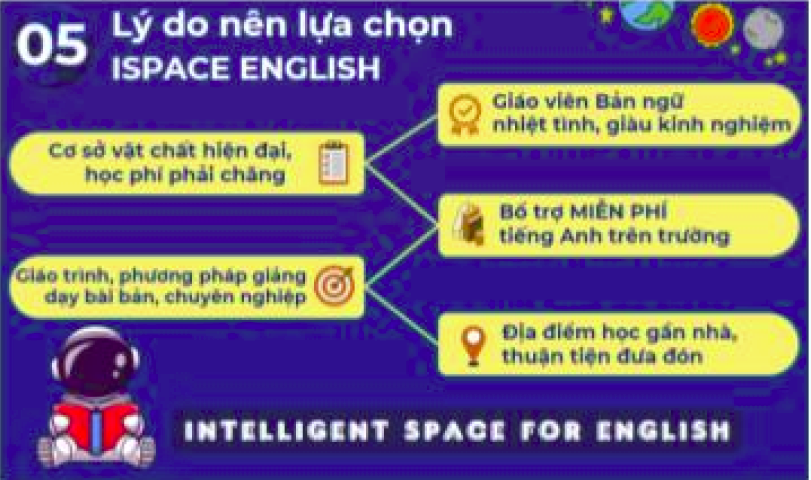 05
Lý do nên lựa chọn
ISPACE ENGLISH
Giáo viên Bản ngữ
nhiệt tình, giàu kinh nghiệm
Cơ sở vật chất hiện đại,
học phí phải chăng
Bổ trợ MIỄN PHÍ
tiếng Anh trên trường
Giáo trình, phương pháp giảng
dạy bài bản, chuyên nghiệp
Địa điểm học gần nhà,
thuận tiện đưa đón
INTELLIGENT SPACE FOR ENGLISH